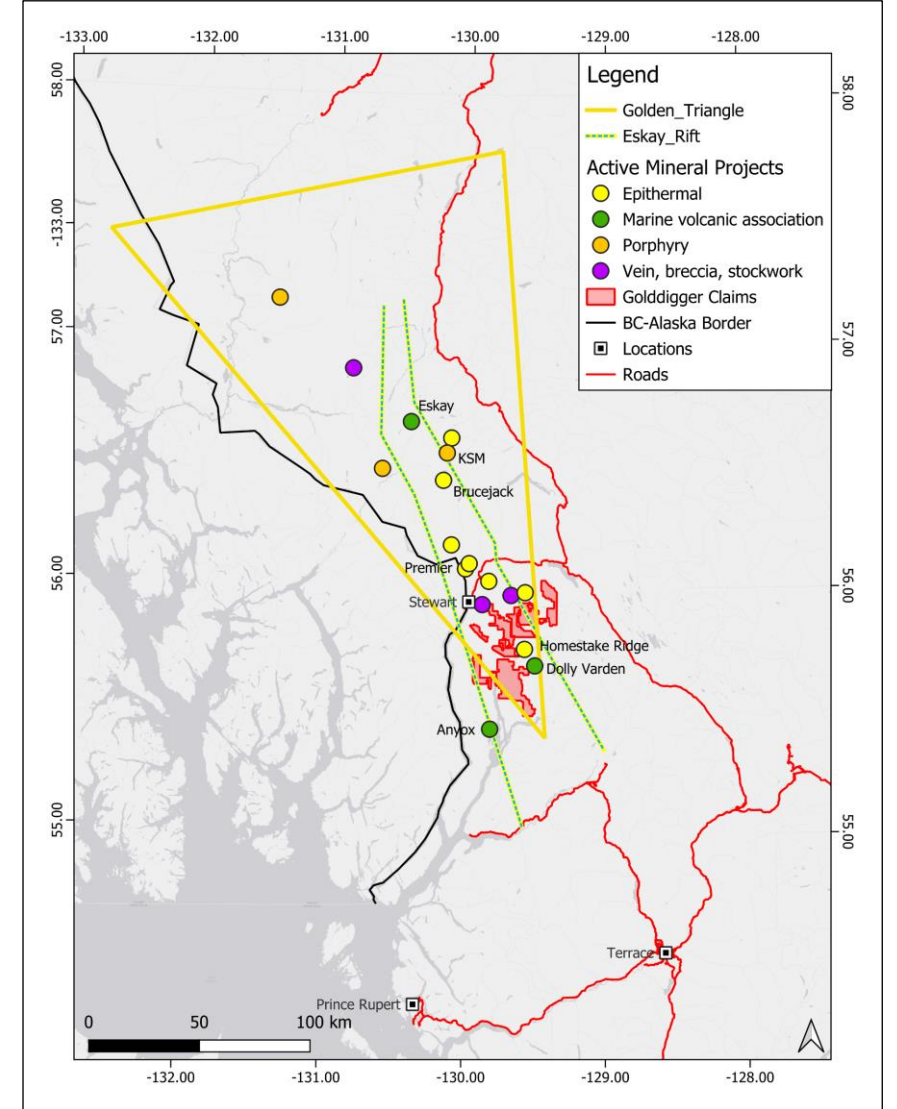 -133.00 -132.00 -131.00 -130.00 -129.00 -128.00
58.00
133.00
57.00
56.00
55.00
58.00
57.00
56.00
55.00
Legend
Golden_Triangle
Eskay_Rift
Active Mineral Projects
Epithermal
Marine volcanic association
Porphyry
Vein, breccia, stockwork
Golddigger Claims
BC-Alaska Border
Locations
Roads
Eskay
KSM
Brucejack
Premier
Stewart
Homestake Ridge
Dolly Varden
Anyox
Terrace
Prince Rupert
0 50 100 km
-132.00 -131.00 -130.00 -129.00 -128.00